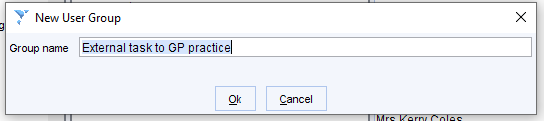 New User Group
Group name External task to GP practice
Ok Cancel
Mrs Kerry Coles